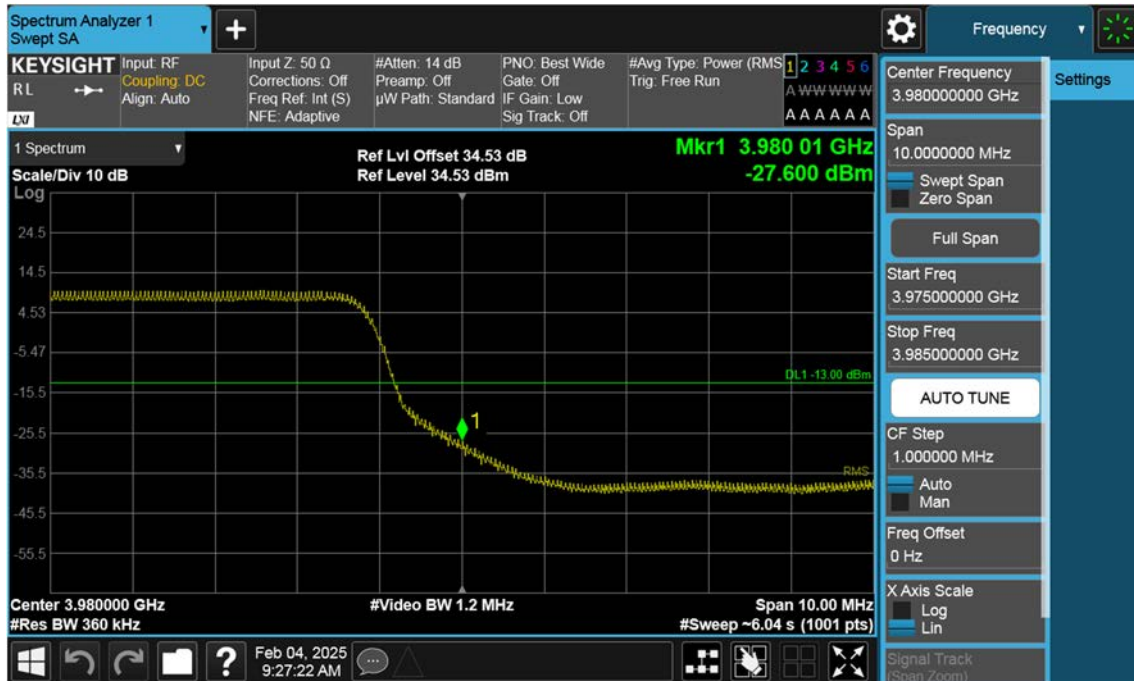 Spectrum Analyzer 1
Swept SA
Frequency
KEYSIGHT
RL
LXI
Input: RF
Coupling: DC
Align: Auto
Input Z: 50 Ω
Corrections: Off
Freq Ref: Int (S)
NFE: Adaptive
#Atten: 14 dB
Preamp: Off
µW Path: Standard
PNO: Best Wide
Gate: Off
IF Gain: Low
Sig Track: Off
#Avg Type: Power (RMS
Trig: Free Run
1 2 3 4 5 6
A W W W W W
A A A A A A
1 Spectrum
Scale/Div 10 dB
Ref Lvl Offset 34.53 dB
Ref Level 34.53 dBm
Mkr1 3.980 01 GHz
-27.600 dBm
Log
24.5
14.5
4.53
-5.47
-15.5
-25.5
-35.5
-45.5
-55.5
DL1 -13.00 dBm
1
RMS
Center 3.980000 GHz
#Res BW 360 kHz
#Video BW 1.2 MHz
Span 10.00 MHz
#Sweep ~6.04 s (1001 pts)
Center Frequency
3.980000000 GHz
Span
10.0000000 MHz
Swept Span
Zero Span
Full Span
Start Freq
3.975000000 GHz
Stop Freq
3.985000000 GHz
AUTO TUNE
CF Step
1.000000 MHz
Auto
Man
Freq Offset
0 Hz
X Axis Scale
Log
Lin
Signal Track
(Span Zoom)
Settings
Feb 04, 2025
9:27:22 AM